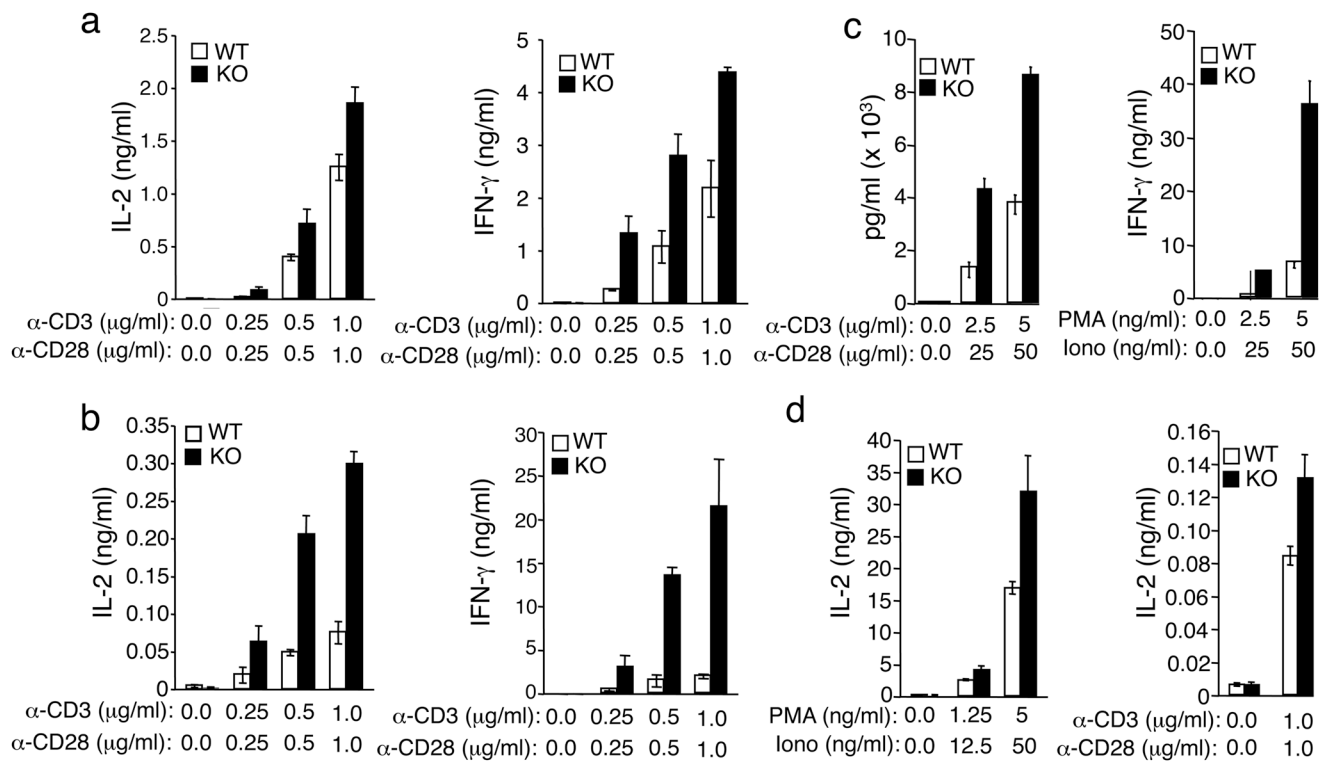 a
2.5
2.0
1.5
1.0
0.5
0
IL-2 (ng/ml)
WT
KO
α-CD3 (μg/ml): 0.0 0.25 0.5 1.0
α-CD28 (μg/ml): 0.0 0.25 0.5 1.0
5
4
3
2
1
0
IFN-γ (ng/ml)
WT
KO
α-CD3 (μg/ml): 0.0 0.25 0.5 1.0
α-CD28 (μg/ml): 0.0 0.25 0.5 1.0
c
10
8
6
4
2
0
pg/ml (x 10³)
WT
KO
α-CD3 (μg/ml): 0.0 2.5 5
α-CD28 (μg/ml): 0.0 25 50
50
40
30
20
10
0
IFN-γ (ng/ml)
WT
KO
PMA (ng/ml): 0.0 2.5 5
Iono (ng/ml): 0.0 25 50
b
0.35
0.30
0.25
0.20
0.15
0.10
0.05
0
IL-2 (ng/ml)
WT
KO
α-CD3 (μg/ml): 0.0 0.25 0.5 1.0
α-CD28 (μg/ml): 0.0 0.25 0.5 1.0
30
25
20
15
10
5
0
IFN-γ (ng/ml)
WT
KO
α-CD3 (μg/ml): 0.0 0.25 0.5 1.0
α-CD28 (μg/ml): 0.0 0.25 0.5 1.0
d
40
35
30
25
20
15
10
5
0
IL-2 (ng/ml)
WT
KO
PMA (ng/ml): 0.0 1.25 5
Iono (ng/ml): 0.0 12.5 50
0.16
0.14
0.12
0.10
0.08
0.06
0.04
0.02
0
IL-2 (ng/ml)
WT
KO
α-CD3 (μg/ml): 0.0 1.0
α-CD28 (μg/ml): 0.0 1.0